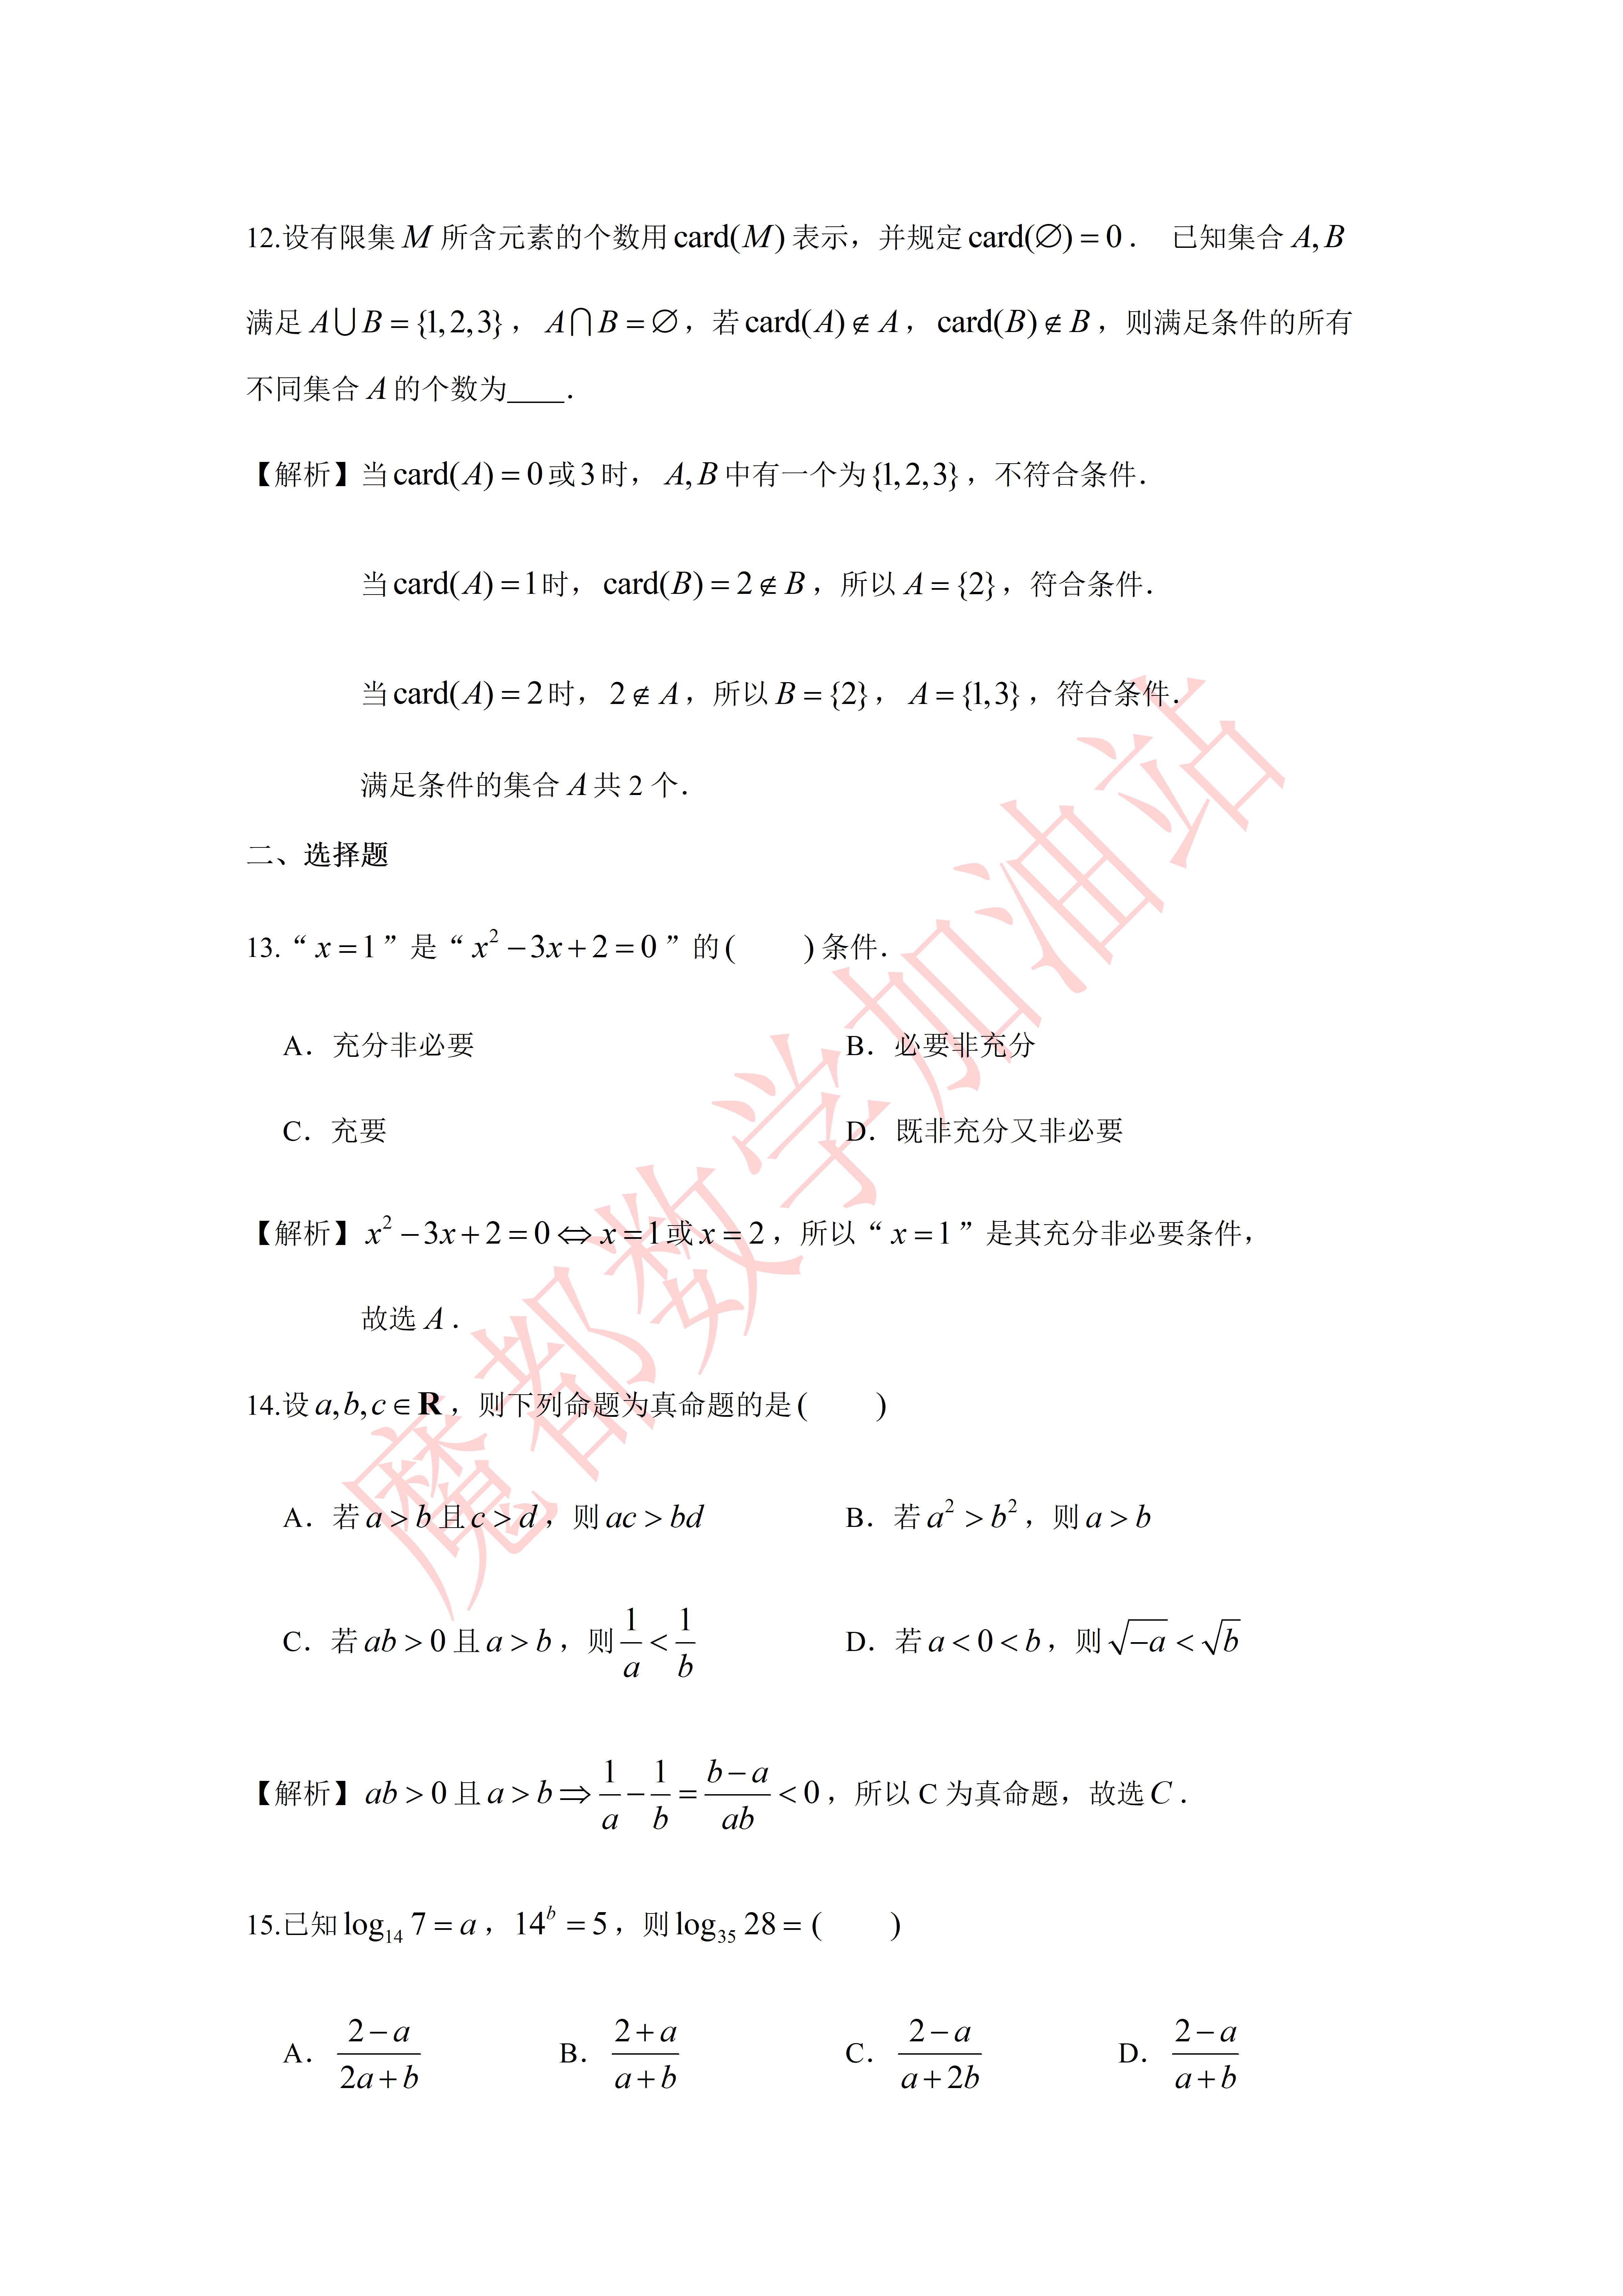 12.设有限集 M 所含元素的个数用 card(M) 表示，并规定 card(∅) = 0． 已知集合 A, B
满足 A⋃B = {1, 2, 3}，A⋂B = ∅，若 card(A) ∉ A，card(B) ∉ B，则满足条件的所有
不同集合 A 的个数为____．
【解析】当 card(A) = 0 或 3 时，A, B 中有一个为 {1, 2, 3}，不符合条件．
当 card(A) = 1 时，card(B) = 2 ∉ B，所以 A = {2}，符合条件．
当 card(A) = 2 时，2 ∉ A，所以 B = {2}，A = {1, 3}，符合条件．
满足条件的集合 A 共 2 个．
二、选择题
13.“ x = 1 ”是“ x² − 3x + 2 = 0 ”的 (  ) 条件．
A．充分非必要 B．必要非充分
C．充要 D．既非充分又非必要
【解析】 x² − 3x + 2 = 0 ⇔ x = 1 或 x = 2，所以“ x = 1 ”是其充分非必要条件，
故选 A．
14.设 a, b, c ∈ R，则下列命题为真命题的是 (  )
A．若 a > b 且 c > d，则 ac > bd B．若 a² > b²，则 a > b
C．若 ab > 0 且 a > b，则 1/a < 1/b D．若 a < 0 < b，则 √−a < √b
【解析】 ab > 0 且 a > b ⇒ 1/a − 1/b = (b − a)/ab < 0，所以 C 为真命题，故选 C．
15.已知 log₁₄ 7 = a，14ᵇ = 5，则 log₃₅ 28 = (  )
A．(2 − a)/(2a + b) B．(2 + a)/(a + b) C．(2 − a)/(a + 2b) D．(2 − a)/(a + b)
魔都数学加油站